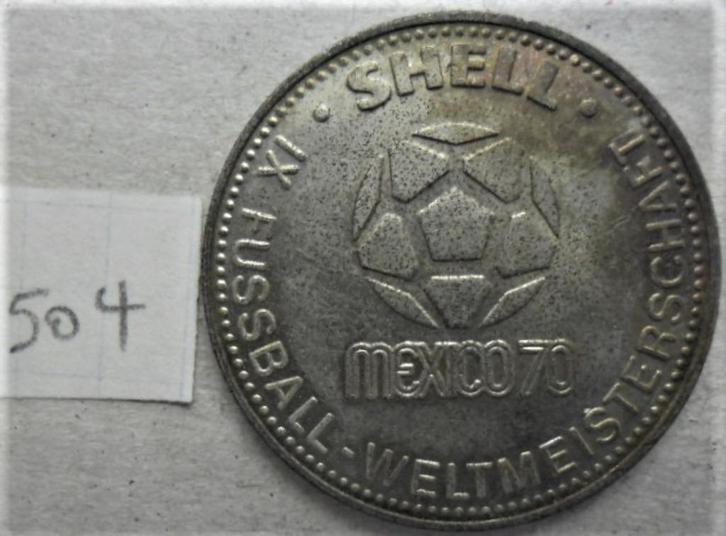 504
• SHELL •
IX FUSSBALL-WELTMEISTERSCHAFT
MEXICO70